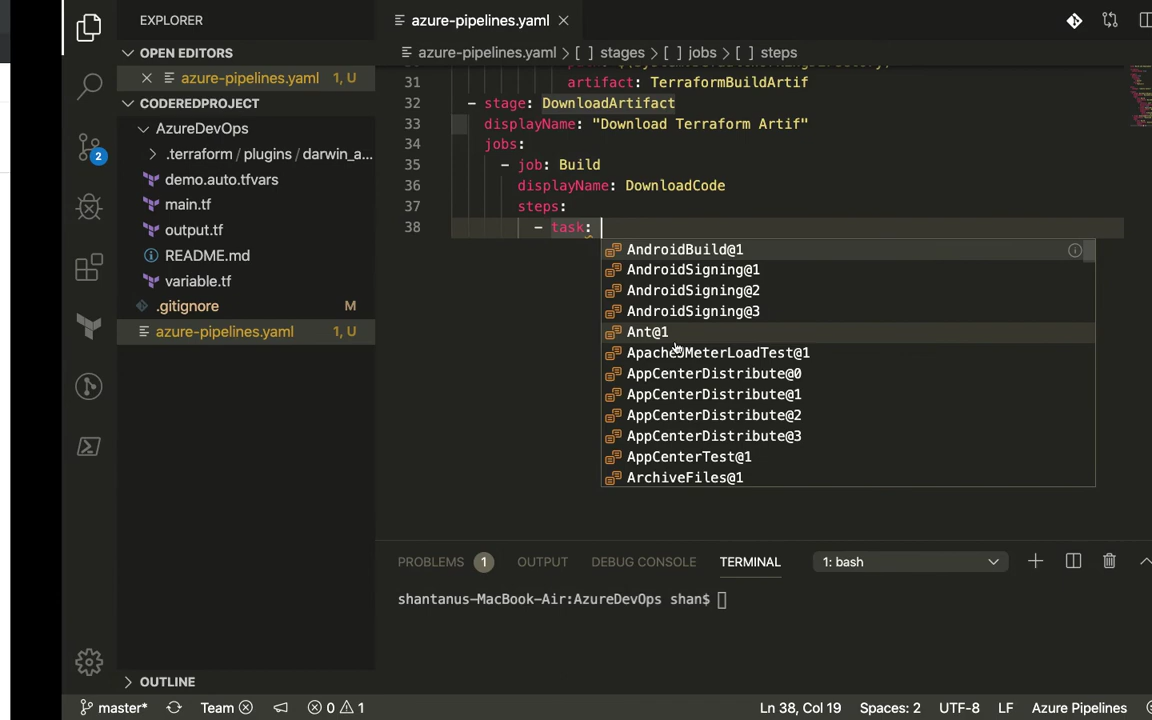 EXPLORER
azure-pipelines.yaml
OPEN EDITORS
azure-pipelines.yaml 1, U
azure-pipelines.yaml > [ ] stages > [ ] jobs > [ ] steps
CODEREDPROJECT
AzureDevOps
.terraform / plugins / darwin_a...
demo.auto.tfvars
main.tf
output.tf
README.md
variable.tf
.gitignore M
azure-pipelines.yaml 1, U
2
31 artifact: TerraformBuildArtif
32 - stage: DownloadArtifact
33 displayName: "Download Terraform Artif"
34 jobs:
35 - job: Build
36 displayName: DownloadCode
37 steps:
38 - task:
AndroidBuild@1
AndroidSigning@1
AndroidSigning@2
AndroidSigning@3
Ant@1
ApacheJMeterLoadTest@1
AppCenterDistribute@0
AppCenterDistribute@1
AppCenterDistribute@2
AppCenterDistribute@3
AppCenterTest@1
ArchiveFiles@1
PROBLEMS 1 OUTPUT DEBUG CONSOLE TERMINAL 1: bash
shantanus-MacBook-Air:AzureDevOps shan$
OUTLINE
master* Team 0 1 Ln 38, Col 19 Spaces: 2 UTF-8 LF Azure Pipelines